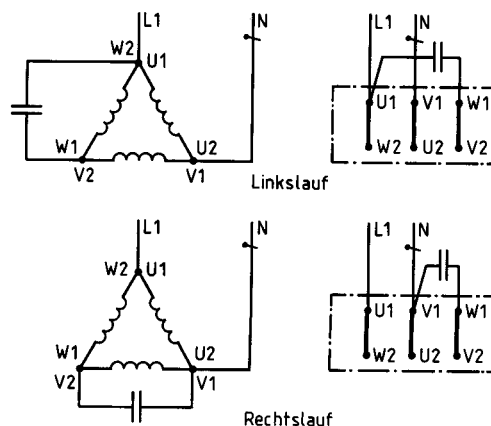 L1
N
W2 U1
W1
V2
U2
V1
L1
N
U1 V1 W1
W2 U2 V2
Linkslauf
L1
N
W2 U1
W1
V2
U2
V1
L1
N
U1 V1 W1
W2 U2 V2
Rechtslauf